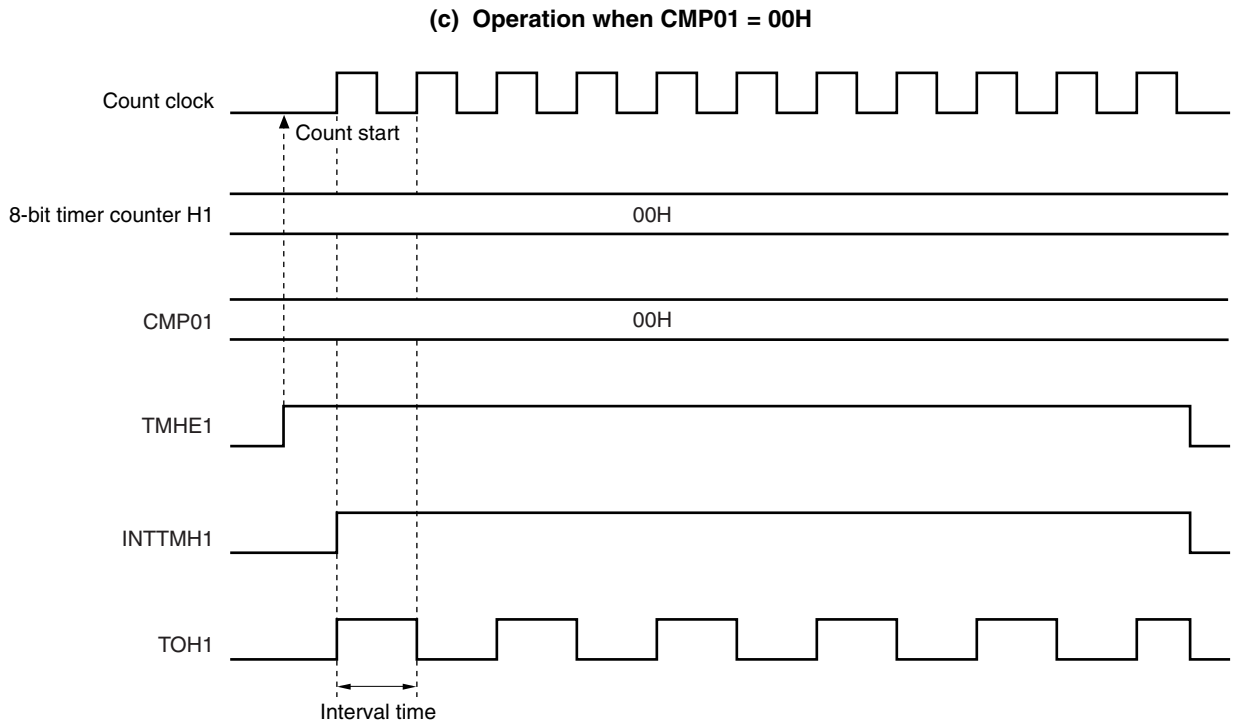 (c) Operation when CMP01 = 00H
Count clock
Count start
8-bit timer counter H1
00H
CMP01
00H
TMHE1
INTTMH1
TOH1
Interval time